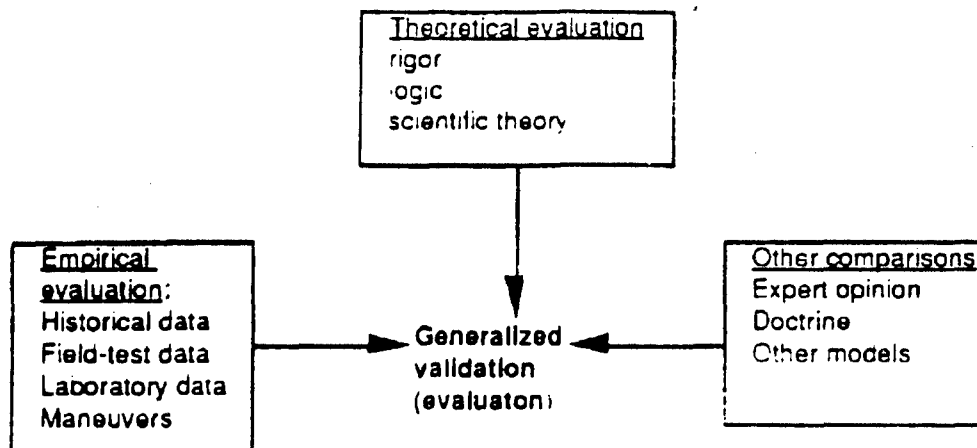 Theoretical evaluation
rigor
logic
scientific theory
Empirical
evaluation:
Historical data
Field-test data
Laboratory data
Maneuvers
Generalized
validation
(evaluaton)
Other comparisons
Expert opinion
Doctrine
Other models